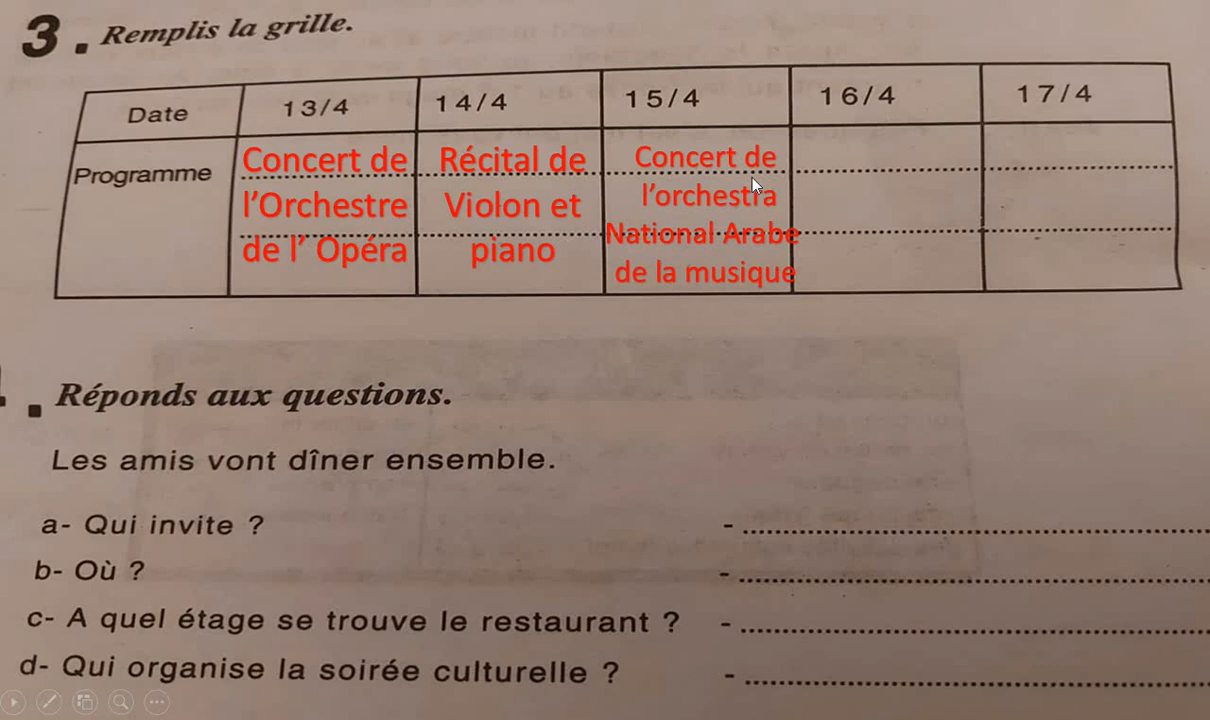 3. Remplis la grille.
Date 13/4 14/4 15/4 16/4 17/4
Programme
Concert de
l'Orchestre
de l' Opéra
Récital de
Violon et
piano
Concert de
l'orchestra
National Arabe
de la musique
Réponds aux questions.
Les amis vont dîner ensemble.
a- Qui invite ? -
b- Où ? -
c- A quel étage se trouve le restaurant ? -
d- Qui organise la soirée culturelle ? -